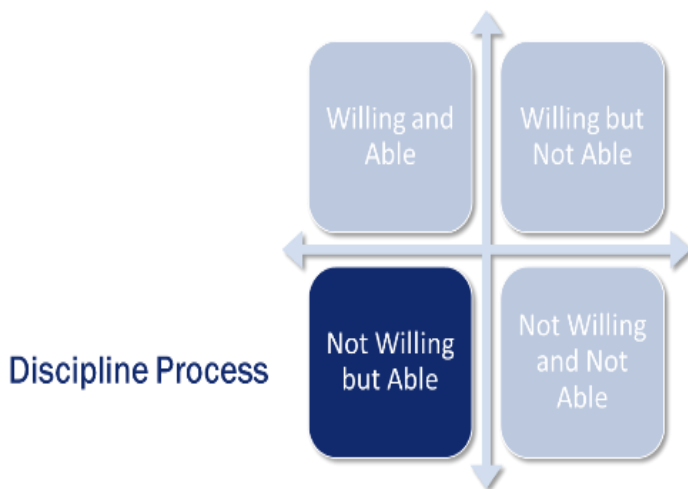 Willing and
Able
Willing but
Not Able
Discipline Process
Not Willing
but Able
Not Willing
and Not
Able